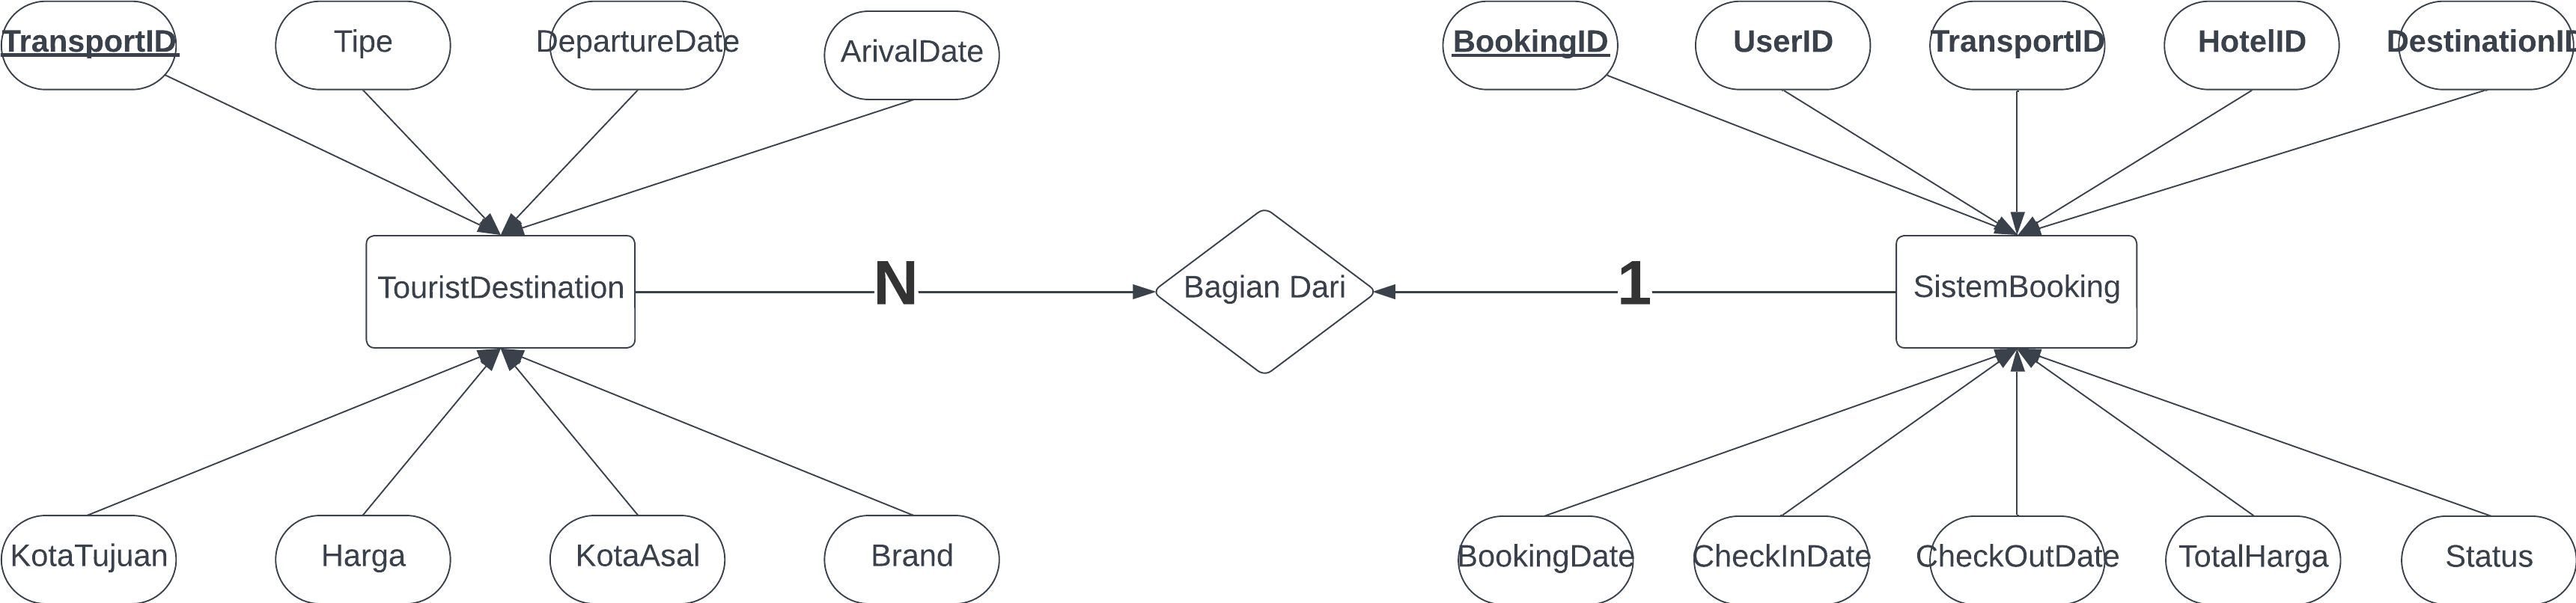 TransportID
Tipe
DepartureDate
ArivalDate
BookingID
UserID
TransportID
HotelID
DestinationID
TouristDestination
N
Bagian Dari
1
SistemBooking
KotaTujuan
Harga
KotaAsal
Brand
BookingDate
CheckInDate
CheckOutDate
TotalHarga
Status